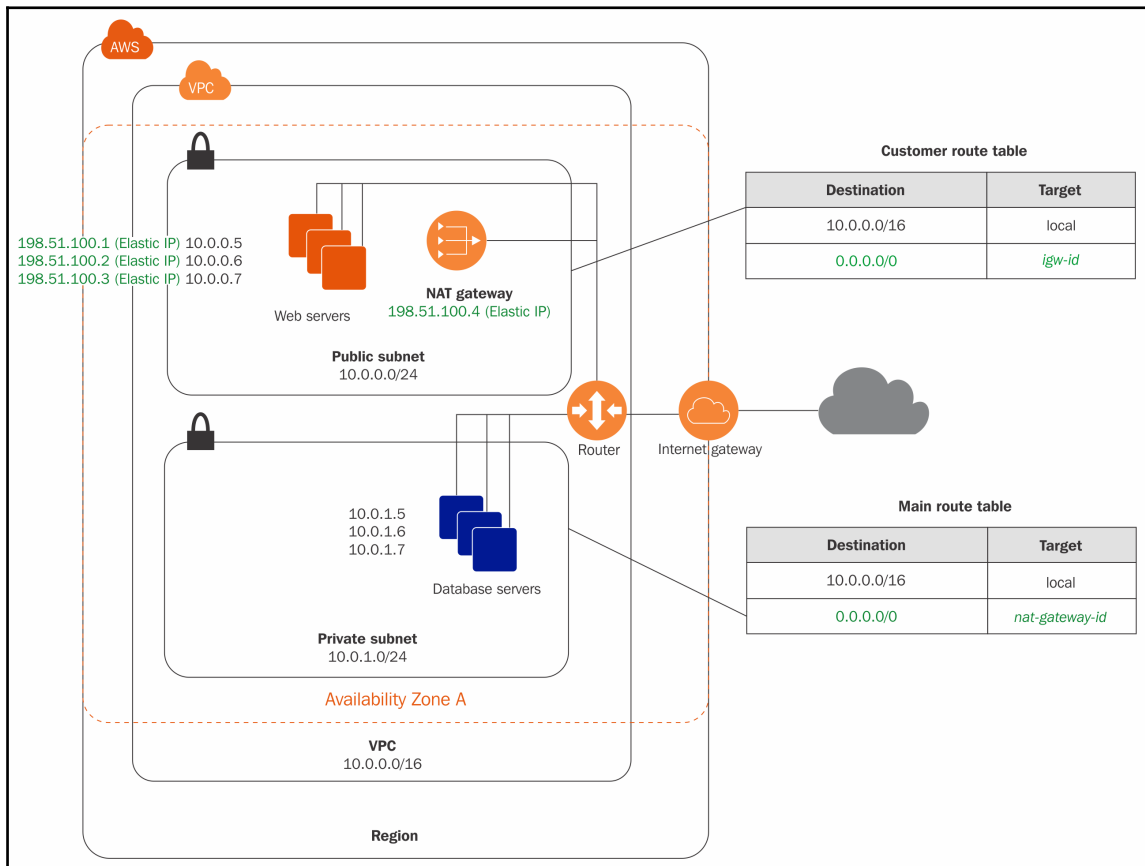 AWS
VPC
198.51.100.1 (Elastic IP) 10.0.0.5
198.51.100.2 (Elastic IP) 10.0.0.6
198.51.100.3 (Elastic IP) 10.0.0.7
Web servers
NAT gateway
198.51.100.4 (Elastic IP)
Public subnet
10.0.0.0/24
Customer route table
Destination Target
10.0.0.0/16 local
0.0.0.0/0 igw-id
Router
Internet gateway
10.0.1.5
10.0.1.6
10.0.1.7
Database servers
Private subnet
10.0.1.0/24
Main route table
Destination Target
10.0.0.0/16 local
0.0.0.0/0 nat-gateway-id
Availability Zone A
VPC
10.0.0.0/16
Region